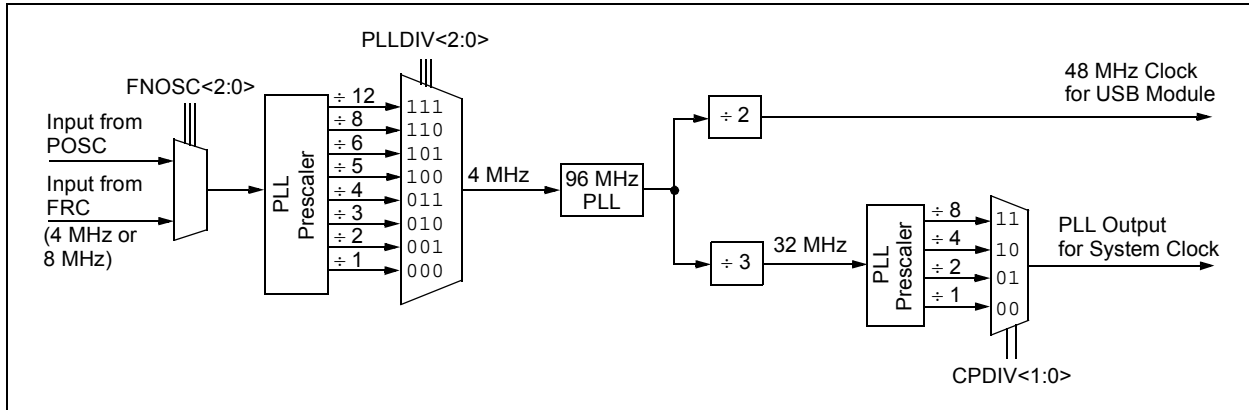 PLLDIV<2:0>
FNOSC<2:0>
Input from
POSC
Input from
FRC
(4 MHz or
8 MHz)
PLL
Prescaler
÷ 12
÷ 8
÷ 6
÷ 5
÷ 4
÷ 3
÷ 2
÷ 1
111
110
101
100
011
010
001
000
4 MHz
96 MHz
PLL
÷ 2
48 MHz Clock
for USB Module
÷ 3
32 MHz
PLL
Prescaler
÷ 8
÷ 4
÷ 2
÷ 1
11
10
01
00
PLL Output
for System Clock
CPDIV<1:0>